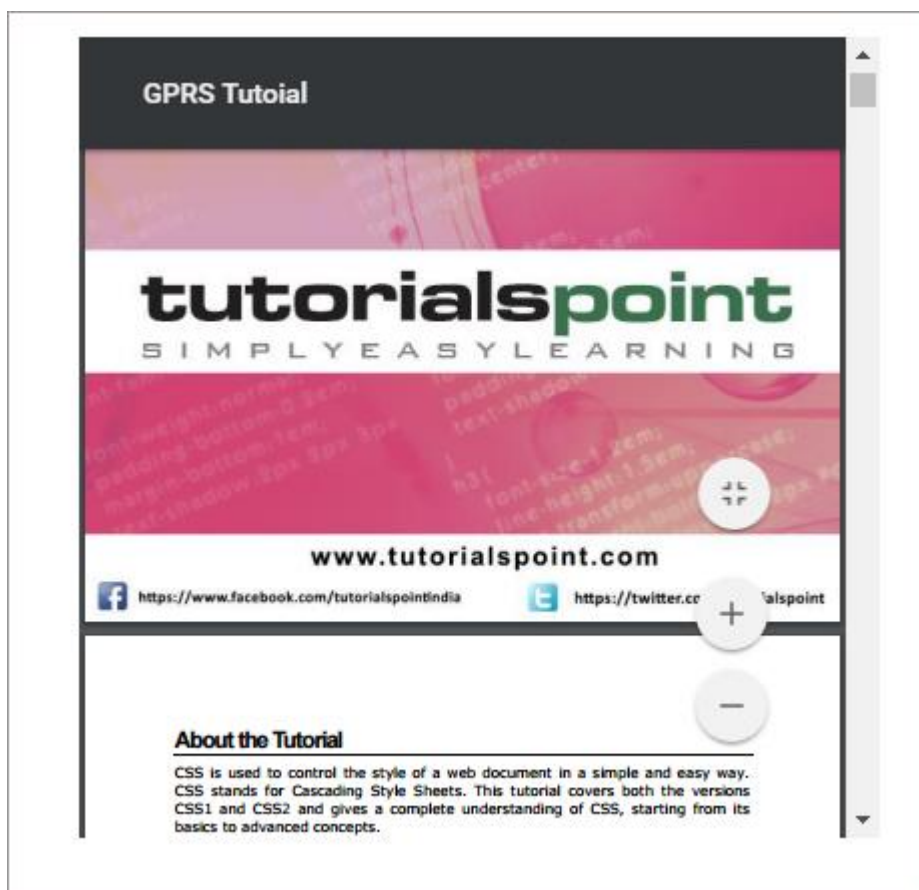 GPRS Tutoial
tutorialspoint
SIMPLYEASYLEARNING
www.tutorialspoint.com
https://www.facebook.com/tutorialspointindia
https://twitter.co alspoint
About the Tutorial
CSS is used to control the style of a web document in a simple and easy way.
CSS stands for Cascading Style Sheets. This tutorial covers both the versions
CSS1 and CSS2 and gives a complete understanding of CSS, starting from its
basics to advanced concepts.